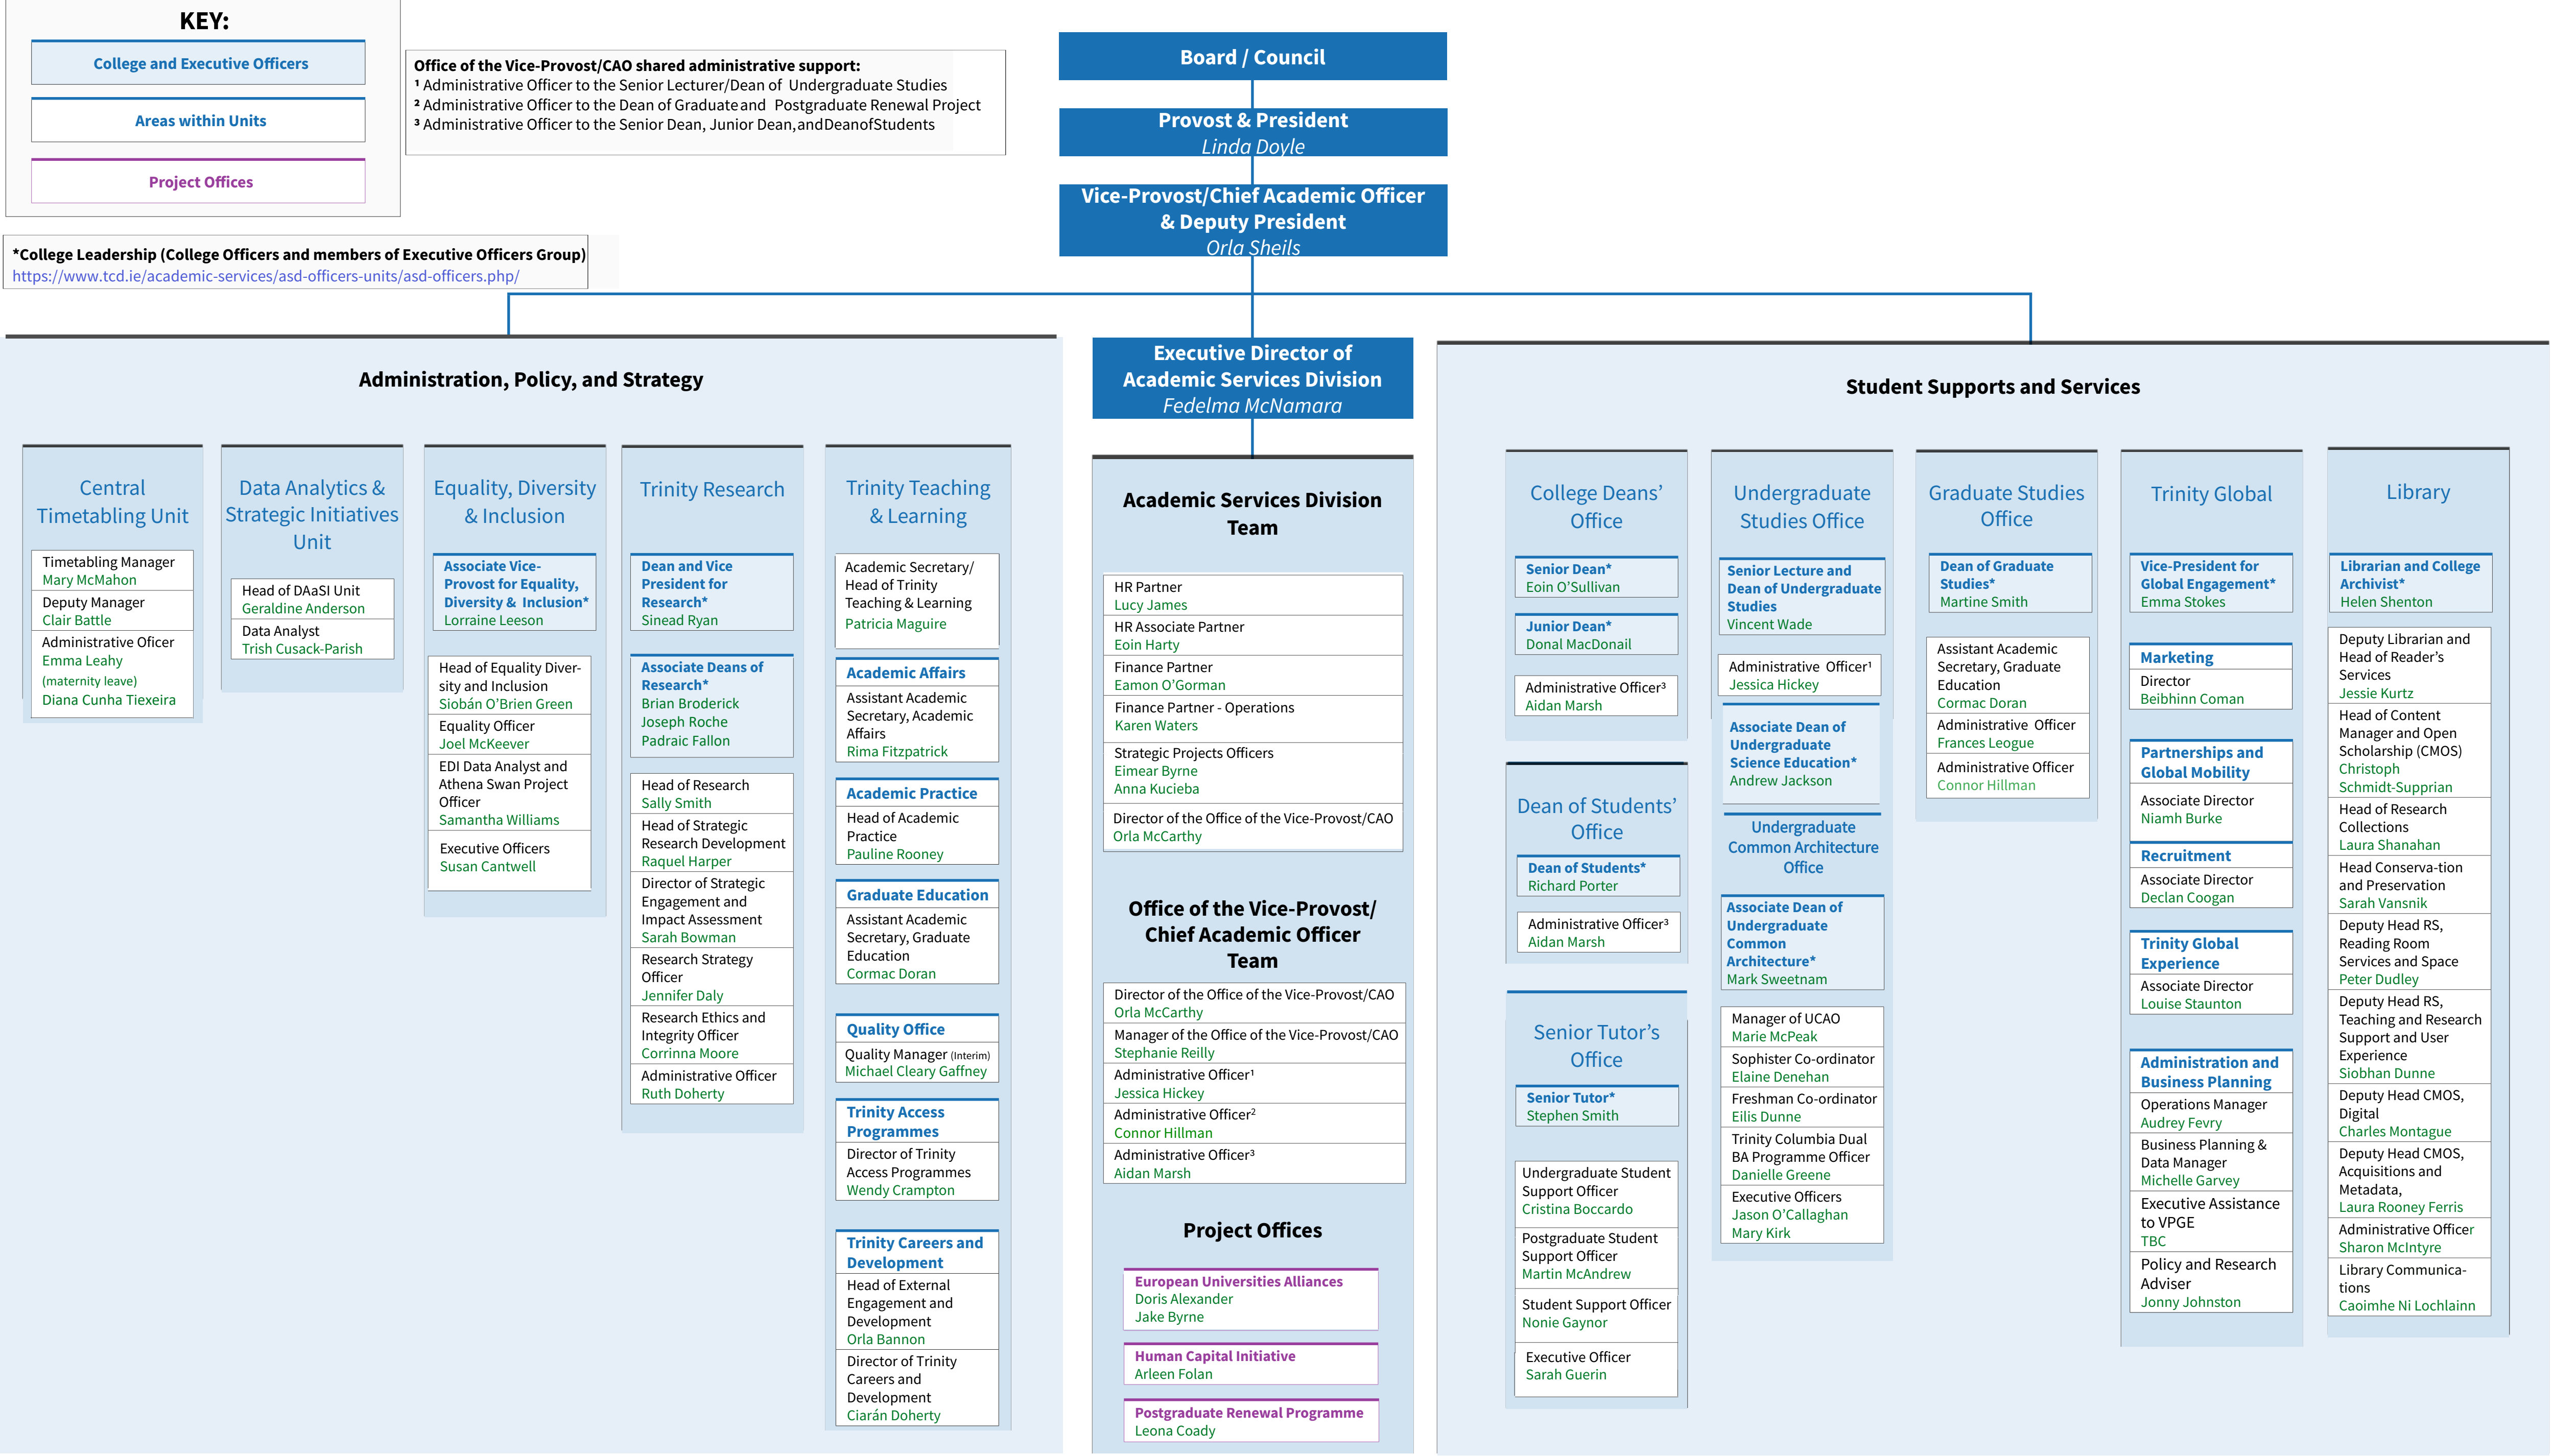 KEY:
College and Executive Officers
Areas within Units
Project Offices
Office of the Vice-Provost/CAO shared administrative support:
¹ Administrative Officer to the Senior Lecturer/Dean of Undergraduate Studies
² Administrative Officer to the Dean of Graduate and Postgraduate Renewal Project
³ Administrative Officer to the Senior Dean, Junior Dean,andDeanofStudents
*College Leadership (College Officers and members of Executive Officers Group)
https://www.tcd.ie/academic-services/asd-officers-units/asd-officers.php/
Board / Council
Provost & President
Linda Doyle
Vice-Provost/Chief Academic Officer
& Deputy President
Orla Sheils
Administration, Policy, and Strategy
Central
Timetabling Unit
Timetabling Manager
Mary McMahon
Deputy Manager
Clair Battle
Administrative Oficer
Emma Leahy
(maternity leave)
Diana Cunha Tiexeira
Data Analytics &
Strategic Initiatives
Unit
Head of DAaSI Unit
Geraldine Anderson
Data Analyst
Trish Cusack-Parish
Equality, Diversity
& Inclusion
Associate Vice-
Provost for Equality,
Diversity & Inclusion*
Lorraine Leeson
Head of Equality Diver-
sity and Inclusion
Siobán O'Brien Green
Equality Officer
Joel McKeever
EDI Data Analyst and
Athena Swan Project
Officer
Samantha Williams
Executive Officers
Susan Cantwell
Trinity Research
Dean and Vice
President for
Research*
Sinead Ryan
Associate Deans of
Research*
Brian Broderick
Joseph Roche
Padraic Fallon
Head of Research
Sally Smith
Head of Strategic
Research Development
Raquel Harper
Director of Strategic
Engagement and
Impact Assessment
Sarah Bowman
Research Strategy
Officer
Jennifer Daly
Research Ethics and
Integrity Officer
Corrinna Moore
Administrative Officer
Ruth Doherty
Trinity Teaching
& Learning
Academic Secretary/
Head of Trinity
Teaching & Learning
Patricia Maguire
Academic Affairs
Assistant Academic
Secretary, Academic
Affairs
Rima Fitzpatrick
Academic Practice
Head of Academic
Practice
Pauline Rooney
Graduate Education
Assistant Academic
Secretary, Graduate
Education
Cormac Doran
Quality Office
Quality Manager (Interim)
Michael Cleary Gaffney
Trinity Access
Programmes
Director of Trinity
Access Programmes
Wendy Crampton
Trinity Careers and
Development
Head of External
Engagement and
Development
Orla Bannon
Director of Trinity
Careers and
Development
Ciarán Doherty
Executive Director of
Academic Services Division
Fedelma McNamara
Academic Services Division
Team
HR Partner
Lucy James
HR Associate Partner
Eoin Harty
Finance Partner
Eamon O'Gorman
Finance Partner - Operations
Karen Waters
Strategic Projects Officers
Eimear Byrne
Anna Kucieba
Director of the Office of the Vice-Provost/CAO
Orla McCarthy
Office of the Vice-Provost/
Chief Academic Officer
Team
Director of the Office of the Vice-Provost/CAO
Orla McCarthy
Manager of the Office of the Vice-Provost/CAO
Stephanie Reilly
Administrative Officer¹
Jessica Hickey
Administrative Officer²
Connor Hillman
Administrative Officer³
Aidan Marsh
Project Offices
European Universities Alliances
Doris Alexander
Jake Byrne
Human Capital Initiative
Arleen Folan
Postgraduate Renewal Programme
Leona Coady
Student Supports and Services
College Deans'
Office
Senior Dean*
Eoin O'Sullivan
Junior Dean*
Donal MacDonail
Administrative Officer³
Aidan Marsh
Dean of Students'
Office
Dean of Students*
Richard Porter
Administrative Officer³
Aidan Marsh
Senior Tutor's
Office
Senior Tutor*
Stephen Smith
Undergraduate Student
Support Officer
Cristina Boccardo
Postgraduate Student
Support Officer
Martin McAndrew
Student Support Officer
Nonie Gaynor
Executive Officer
Sarah Guerin
Undergraduate
Studies Office
Senior Lecture and
Dean of Undergraduate
Studies
Vincent Wade
Administrative Officer¹
Jessica Hickey
Associate Dean of
Undergraduate
Science Education*
Andrew Jackson
Undergraduate
Common Architecture
Office
Associate Dean of
Undergraduate
Common
Architecture*
Mark Sweetnam
Manager of UCAO
Marie McPeak
Sophister Co-ordinator
Elaine Denehan
Freshman Co-ordinator
Eilis Dunne
Trinity Columbia Dual
BA Programme Officer
Danielle Greene
Executive Officers
Jason O'Callaghan
Mary Kirk
Graduate Studies
Office
Dean of Graduate
Studies*
Martine Smith
Assistant Academic
Secretary, Graduate
Education
Cormac Doran
Administrative Officer
Frances Leogue
Administrative Officer
Connor Hillman
Trinity Global
Vice-President for
Global Engagement*
Emma Stokes
Marketing
Director
Beibhinn Coman
Partnerships and
Global Mobility
Associate Director
Niamh Burke
Recruitment
Associate Director
Declan Coogan
Trinity Global
Experience
Associate Director
Louise Staunton
Administration and
Business Planning
Operations Manager
Audrey Fevry
Business Planning &
Data Manager
Michelle Garvey
Executive Assistance
to VPGE
TBC
Policy and Research
Adviser
Jonny Johnston
Library
Librarian and College
Archivist*
Helen Shenton
Deputy Librarian and
Head of Reader's
Services
Jessie Kurtz
Head of Content
Manager and Open
Scholarship (CMOS)
Christoph
Schmidt-Supprian
Head of Research
Collections
Laura Shanahan
Head Conserva-tion
and Preservation
Sarah Vansnik
Deputy Head RS,
Reading Room
Services and Space
Peter Dudley
Deputy Head RS,
Teaching and Research
Support and User
Experience
Siobhan Dunne
Deputy Head CMOS,
Digital
Charles Montague
Deputy Head CMOS,
Acquisitions and
Metadata,
Laura Rooney Ferris
Administrative Officer
Sharon McIntyre
Library Communica-
tions
Caoimhe Ni Lochlainn